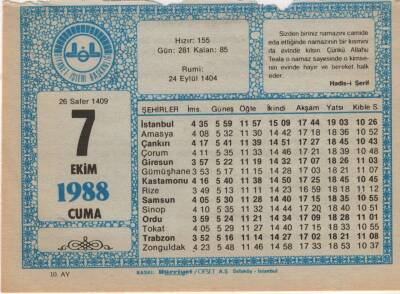 DİYANET İŞLERİ BAŞKANLIĞI
Hızır: 155
Gün: 281 Kalan: 85
Rumi:
24 Eylül 1404
Sizden biriniz namazını camide
eda ettiğinde namazının bir kısmını
da evinde kılsın. Çünkü Allahu
Teala o namaz sayesinde o kimse-
nin evinde hayır ve bereket halk
eder.
Hadis-i Şerif
26 Safer 1409
7
EKİM
1988
CUMA
ŞEHİRLER İms. Güneş Öğle İkindi Akşam Yatsı Kıble S.
İstanbul 4 35 5 59 11 57 15 09 17 44 19 03 10 26
Amasya 4 08 5 32 11 30 14 42 17 18 18 36 10 52
Çankırı 4 17 5 41 11 39 14 51 17 27 18 45 10 43
Çorum 4 11 5 35 11 33 14 46 17 21 18 39 10 48
Giresun 3 57 5 22 11 19 14 32 17 07 18 26 11 03
Gümüşhane 3 53 5 17 11 15 14 28 17 03 18 21 11 07
Kastamonu 4 16 5 40 11 38 14 50 17 25 18 45 10 45
Rize 3 49 5 13 11 11 14 23 16 59 18 18 11 12
Samsun 4 05 5 30 11 28 14 40 17 15 18 35 10 55
Sinop 4 10 5 35 11 32 14 44 17 20 18 40 10 51
Ordu 3 59 5 24 11 21 14 34 17 09 18 28 11 01
Tokat 4 05 5 29 11 27 14 40 17 15 18 33 10 55
Trabzon 3 52 5 16 11 14 14 27 17 02 18 21 11 08
Zonguldak 4 23 5 48 11 46 14 58 17 33 18 53 10 37
10. AY
BASKI: Hürriyet / OFSET A.Ş. Sefaköy - İstanbul